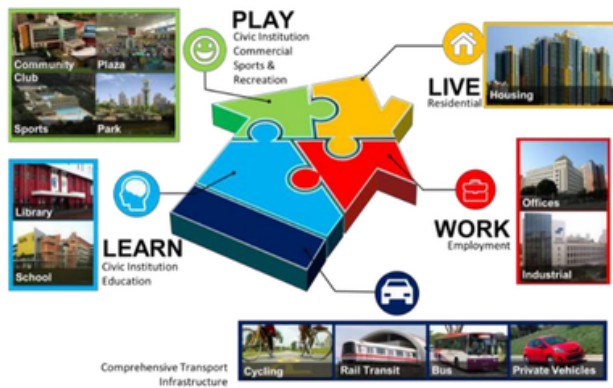 PLAY
Civic Institution
Commercial
Sports &
Recreation
Community
Club
Plaza
Sports
Park
LIVE
Residential
Housing
Library
School
LEARN
Civic Institution
Education
WORK
Employment
Offices
Industrial
Comprehensive Transport
Infrastructure
Cycling
Rail Transit
Bus
Private Vehicles